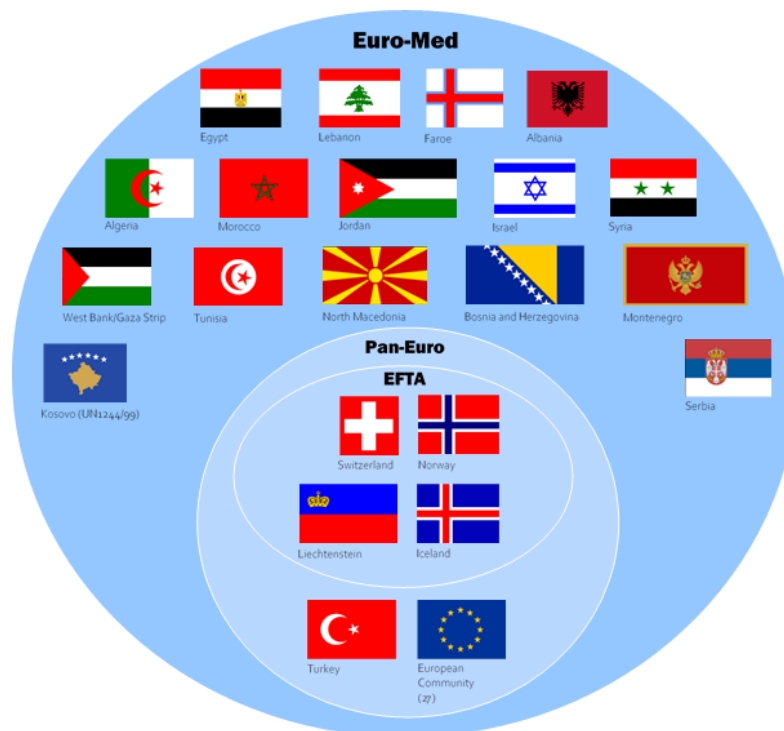 Euro-Med
Egypt
Lebanon
Faroe
Albania
Algeria
Morocco
Jordan
Israel
Syria
West Bank/Gaza Strip
Tunisia
North Macedonia
Bosnia and Herzegovina
Montenegro
Pan-Euro
EFTA
Kosovo (UN1244/99)
Serbia
Switzerland
Norway
Liechtenstein
Iceland
Turkey
European
Community
(27)